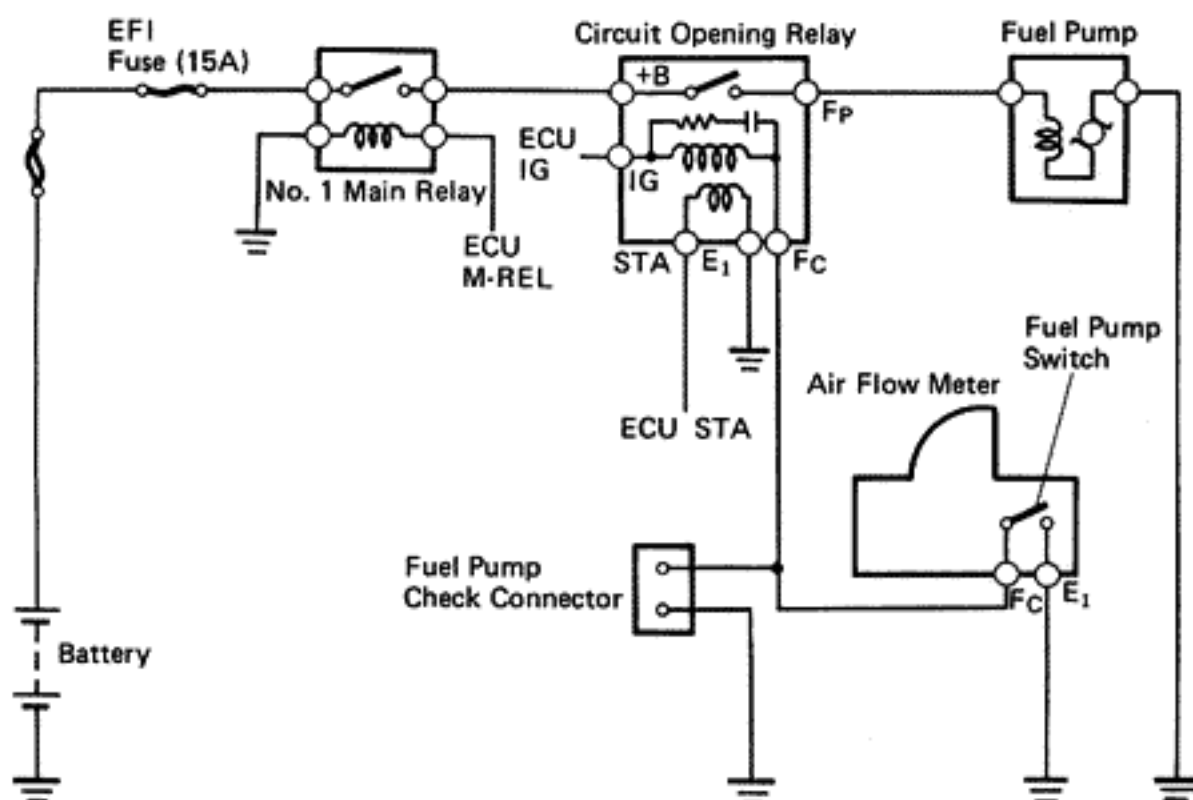 EFI
Fuse (15A)
Circuit Opening Relay
Fuel Pump
+B
FP
ECU
IG
IG
No. 1 Main Relay
ECU
M-REL
STA
E1
FC
ECU STA
Fuel Pump
Switch
Air Flow Meter
Fuel Pump
Check Connector
FC
E1
Battery